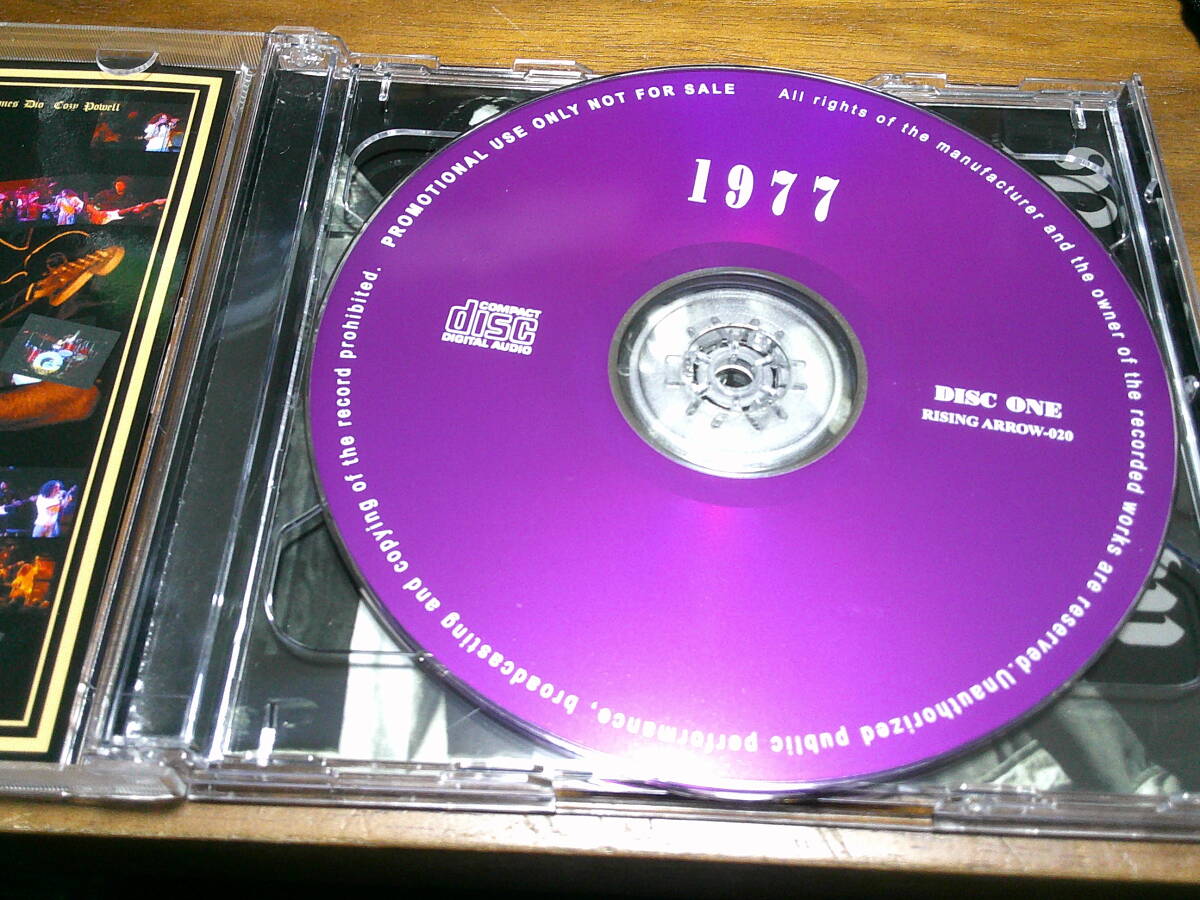 mes Dio Cozy Powell
PROMOTIONAL USE ONLY NOT FOR SALE
All rights of the manufacturer and the owner of the recorded works are reserved. Unauthorized public performance, broadcasting and copying of the record prohibited.
1977
COMPACT
disc
DIGITAL AUDIO
DISC ONE
RISING ARROW-020